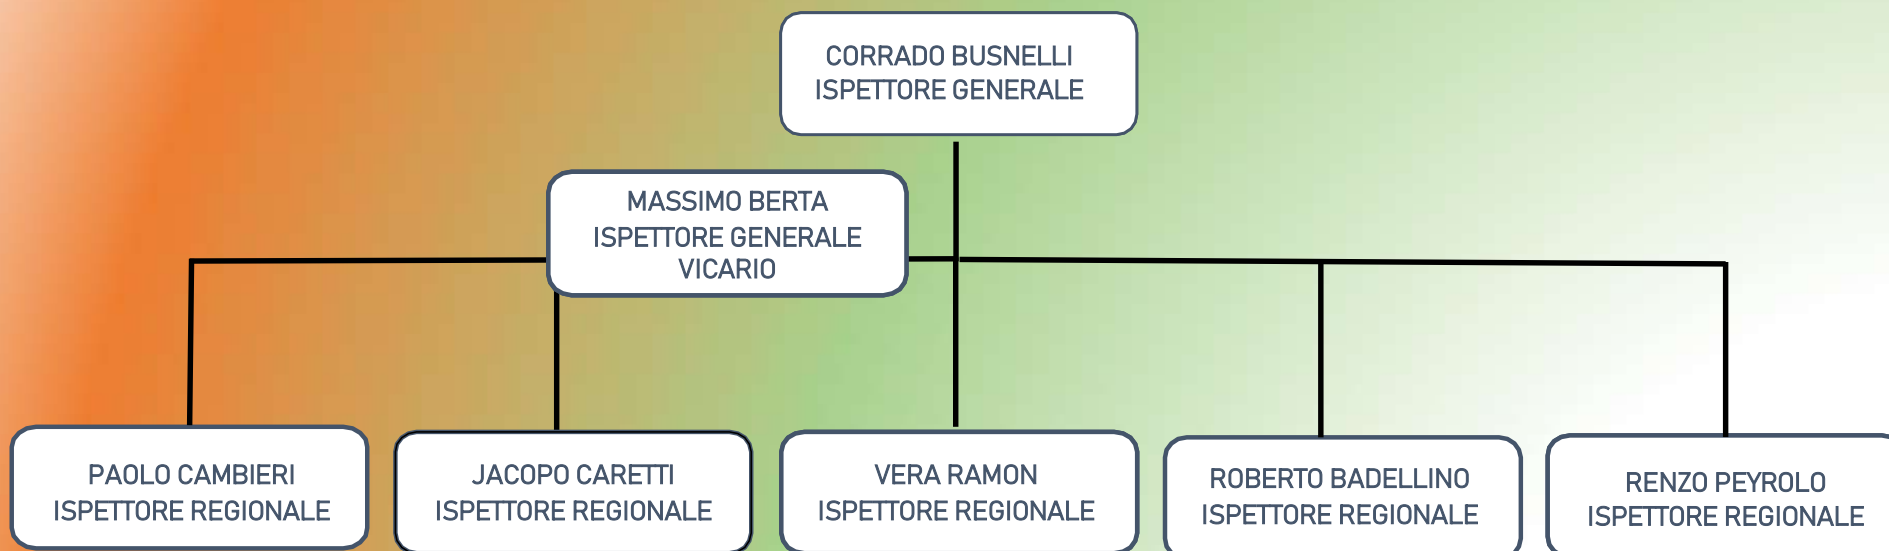 CORRADO BUSNELLI
ISPETTORE GENERALE
MASSIMO BERTA
ISPETTORE GENERALE
VICARIO
PAOLO CAMBIERI
ISPETTORE REGIONALE
JACOPO CARETTI
ISPETTORE REGIONALE
VERA RAMON
ISPETTORE REGIONALE
ROBERTO BADELLINO
ISPETTORE REGIONALE
RENZO PEYROLO
ISPETTORE REGIONALE